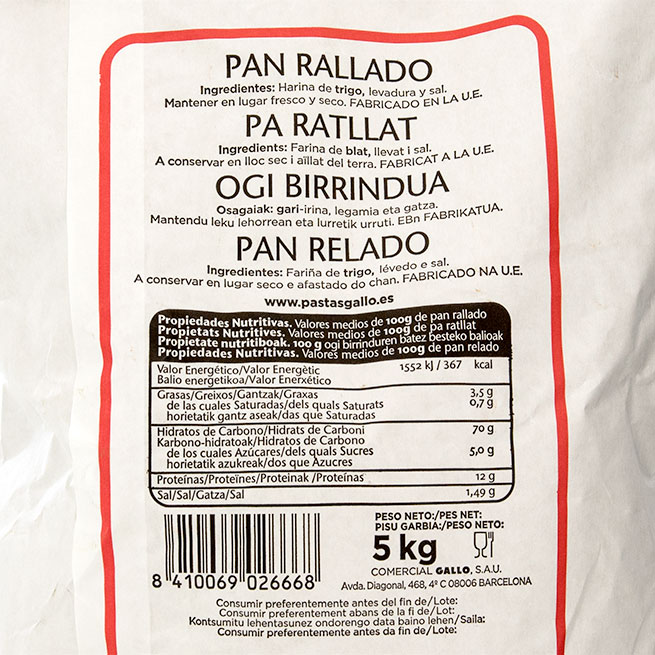 PAN RALLADO
Ingredientes: Harina de trigo, levadura y sal.
Mantener en lugar fresco y seco. FABRICADO EN LA U.E.
PA RATLLAT
Ingredients: Farina de blat, llevat i sal.
A conservar en lloc sec i aïllat del terra. FABRICAT A LA U.E.
OGI BIRRINDUA
Osagaiak: gari-irina, legamia eta gatza.
Mantendu leku lehorrean eta lurretik urruti. EBn FABRIKATUA.
PAN RELADO
Ingredientes: Fariña de trigo, lévedo e sal.
A conservar en lugar seco e afastado do chan. FABRICADO NA U.E.
www.pastasgallo.es
Propiedades Nutritivas. Valores medios de 100g de pan rallado
Propietats Nutritives. Valores medios de 100g de pa ratllat
Propietate nutritiboak. 100 g ogi birrinduren batez besteko balioak
Propiedades Nutritivas. Valores medios de 100g de pan relado
Valor Energético/Valor Energètic 1552 kJ / 367 kcal
Balio energetikoa/Valor Enerxético
Grasas/Greixos/Gantzak/Graxas 3,5 g
de las cuales Saturadas/dels quals Saturats 0,7 g
horietatik gantz aseak/das que Saturadas
Hidratos de Carbono/Hidrats de Carboni 70 g
Karbono-hidratoak/Hidratos de Carbono
de los cuales Azúcares/dels quals Sucres 5,0 g
horietatik azukreak/dos que Azucres
Proteínas/Proteïnes/Proteinak /Proteínas 12 g
Sal/Sal/Gatza/Sal 1,49 g
PESO NETO:/PES NET:
PISU GARBIA:/PESO NETO:
5 kg
COMERCIAL GALLO, S.A.U.
Avda. Diagonal, 468, 4º C 08006 BARCELONA
8 410069 026668
Consumir preferentemente antes del fin de/Lote:
Consumir preferentement abans de la fi de/Lot:
Kontsumitu lehentasunez ondorengo data baino lehen/Saila:
Consumir preferentemente antes da fin de/Lote: